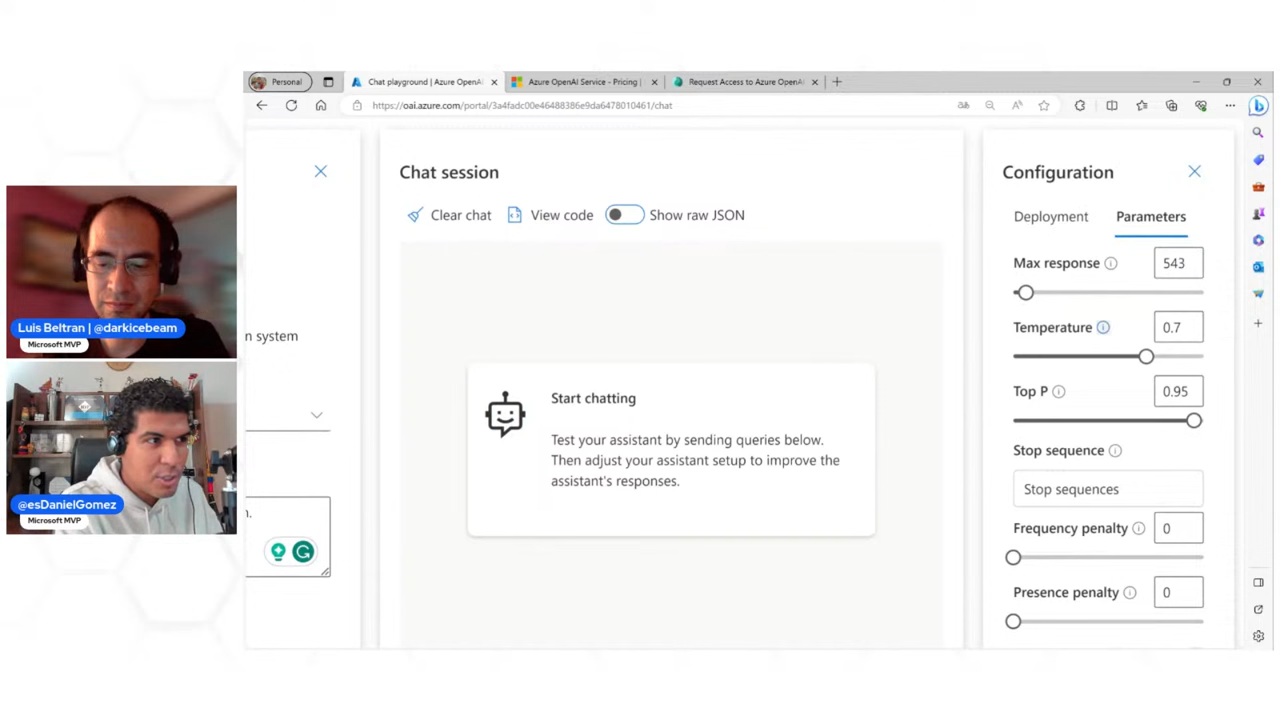 Personal
Chat playground | Azure OpenAI
Azure OpenAI Service - Pricing |
Request Access to Azure OpenAI
https://oai.azure.com/portal/3a4fadc00e46488386e9da6478010461/chat
Chat session
Clear chat
View code
Show raw JSON
n system
n.
Start chatting
Test your assistant by sending queries below.
Then adjust your assistant setup to improve the
assistant's responses.
Configuration
Deployment
Parameters
Max response
543
Temperature
0.7
Top P
0.95
Stop sequence
Stop sequences
Frequency penalty
0
Presence penalty
0
Luis Beltran | @darkicebeam
Microsoft MVP
@esDanielGomez
Microsoft MVP